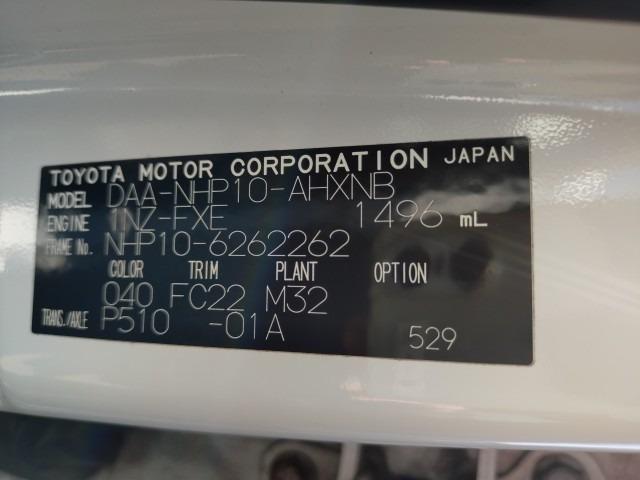 TOYOTA MOTOR CORPORATION JAPAN
MODEL DAA-NHP10-AHXNB
ENGINE 1NZ-FXE 1496 mL
FRAME No. NHP10-6262262
COLOR TRIM PLANT OPTION
040 FC22 M32
TRANS./AXLE P510 -01A 529